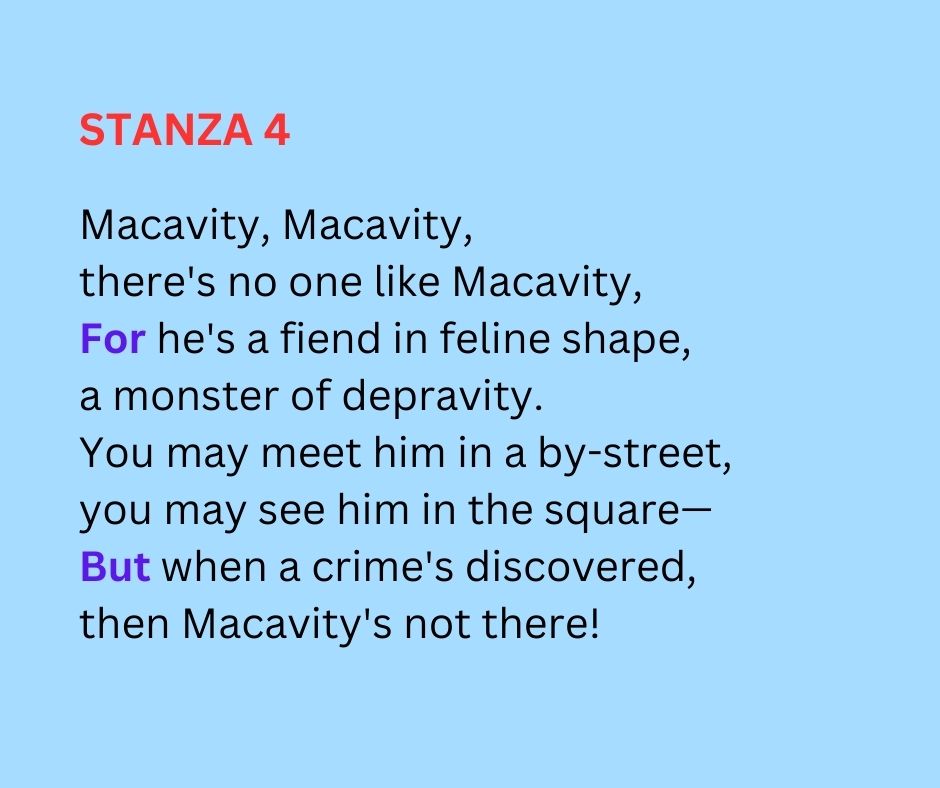 STANZA 4
Macavity, Macavity,
there's no one like Macavity,
For he's a fiend in feline shape,
a monster of depravity.
You may meet him in a by-street,
you may see him in the square—
But when a crime's discovered,
then Macavity's not there!